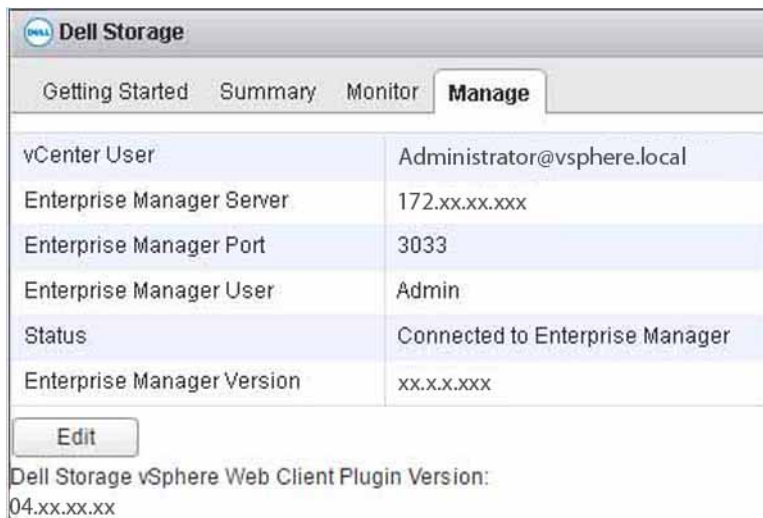 DELL Dell Storage
Getting Started Summary Monitor Manage
vCenter User Administrator@vsphere.local
Enterprise Manager Server 172.xx.xx.xxx
Enterprise Manager Port 3033
Enterprise Manager User Admin
Status Connected to Enterprise Manager
Enterprise Manager Version xx.x.x.xxx
Edit
Dell Storage vSphere Web Client Plugin Version:
04.xx.xx.xx